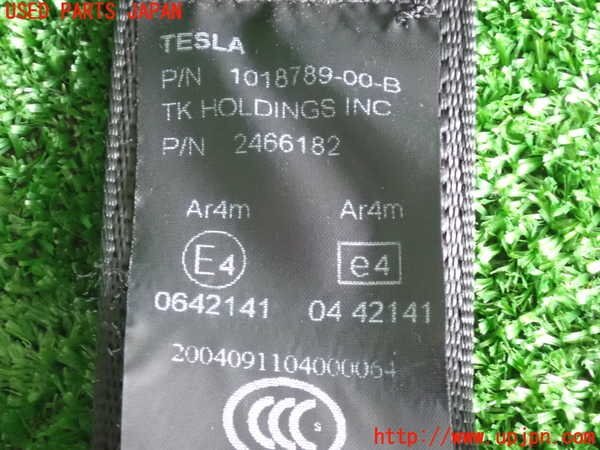 USED PARTS JAPAN
TESLA
P/N 1018789-00-B
TK HOLDINGS INC
P/N 2466182
Ar4m Ar4m
E4 e4
0642141 04 42141
2004091104000064
CCC S
http://www.upjpn.com